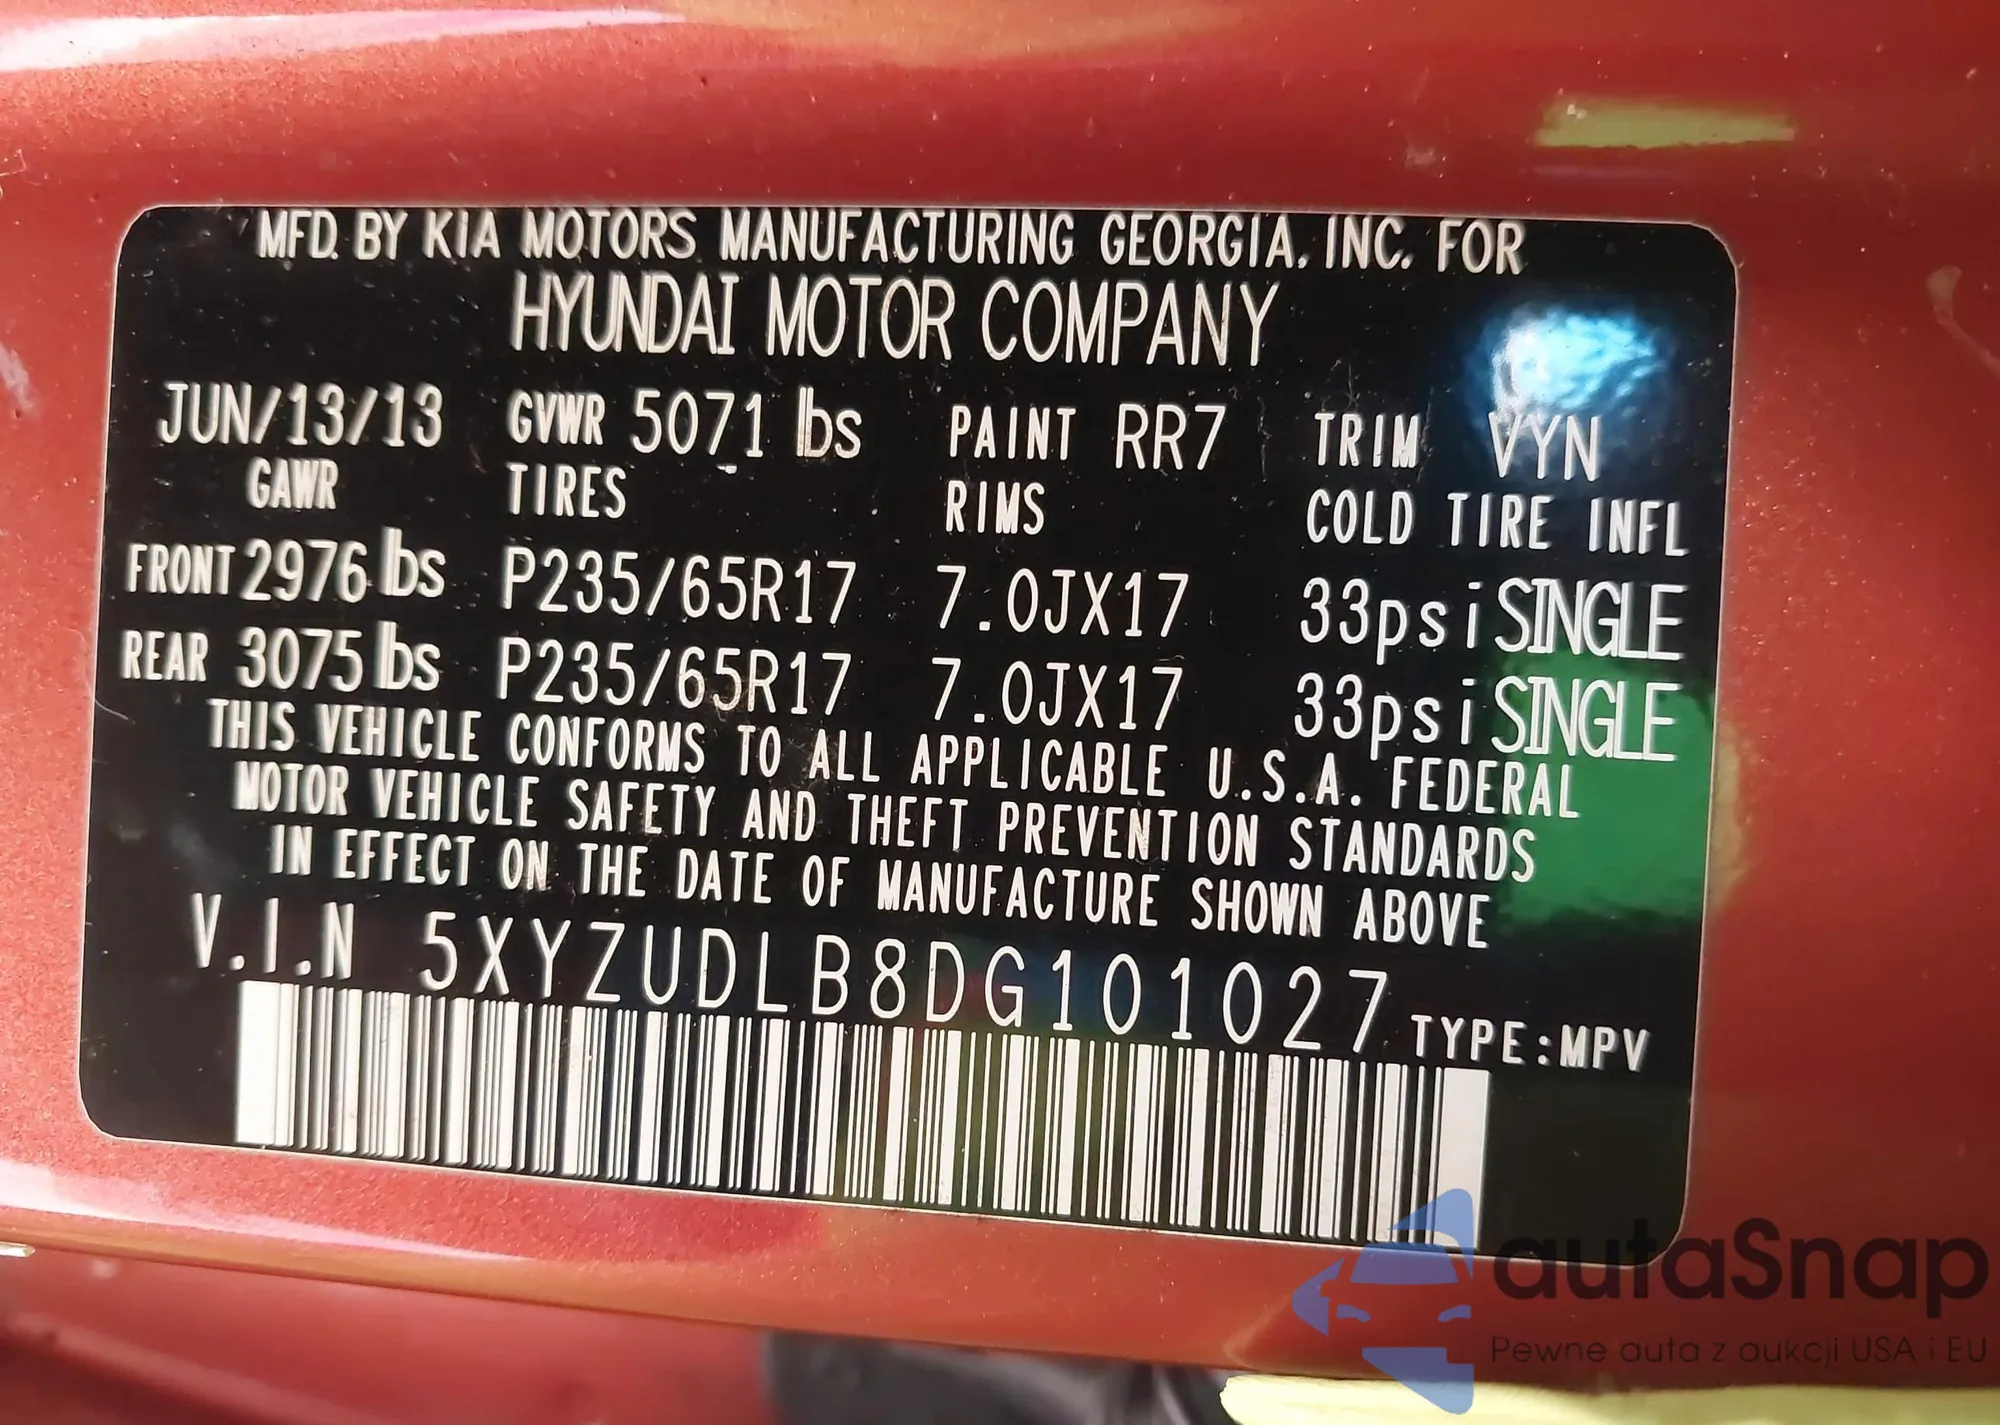 MFD. BY KIA MOTORS MANUFACTURING GEORGIA, INC. FOR
HYUNDAI MOTOR COMPANY
JUN/13/13 GVWR 5071 lbs PAINT RR7 TRIM VYN
GAWR TIRES RIMS COLD TIRE INFL
FRONT 2976 lbs P235/65R17 7.0JX17 33psi SINGLE
REAR 3075 lbs P235/65R17 7.0JX17 33psi SINGLE
THIS VEHICLE CONFORMS TO ALL APPLICABLE U.S.A. FEDERAL
MOTOR VEHICLE SAFETY AND THEFT PREVENTION STANDARDS
IN EFFECT ON THE DATE OF MANUFACTURE SHOWN ABOVE
V.I.N 5XYZUDLB8DG101027 TYPE:MPV
autaSnap
Pewne auta z aukcji USA i EU